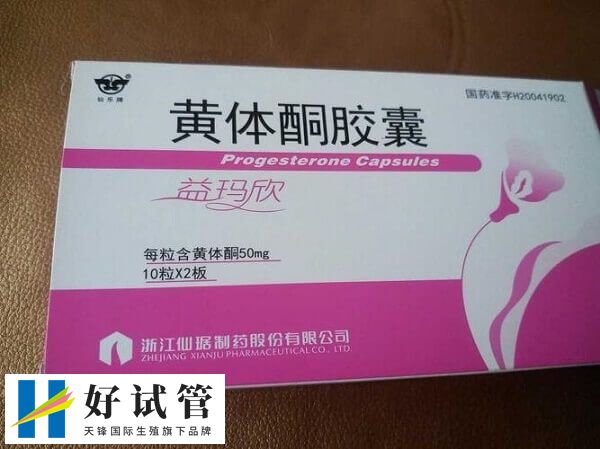 仙乐牌
®
国药准字H20041902
黄体酮胶囊
Progesterone Capsules
益玛欣
每粒含黄体酮50mg
10粒X2板
浙江仙琚制药股份有限公司
ZHEJIANG XIANJU PHARMACEUTICAL CO., LTD.
好试管
天锋国际生殖旗下品牌